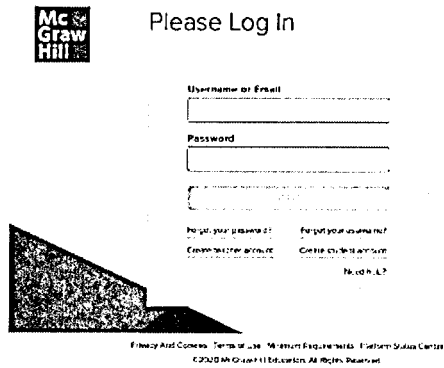 Mc
Graw
Hill
Please Log In
Username or Email
Password
Forgot your password? Forgot your username?
Create teacher account Create student account
Need help?
Privacy And Cookies Terms of Use Minimum Requirements Platform Status Center
©2020 McGraw-Hill Education. All Rights Reserved.